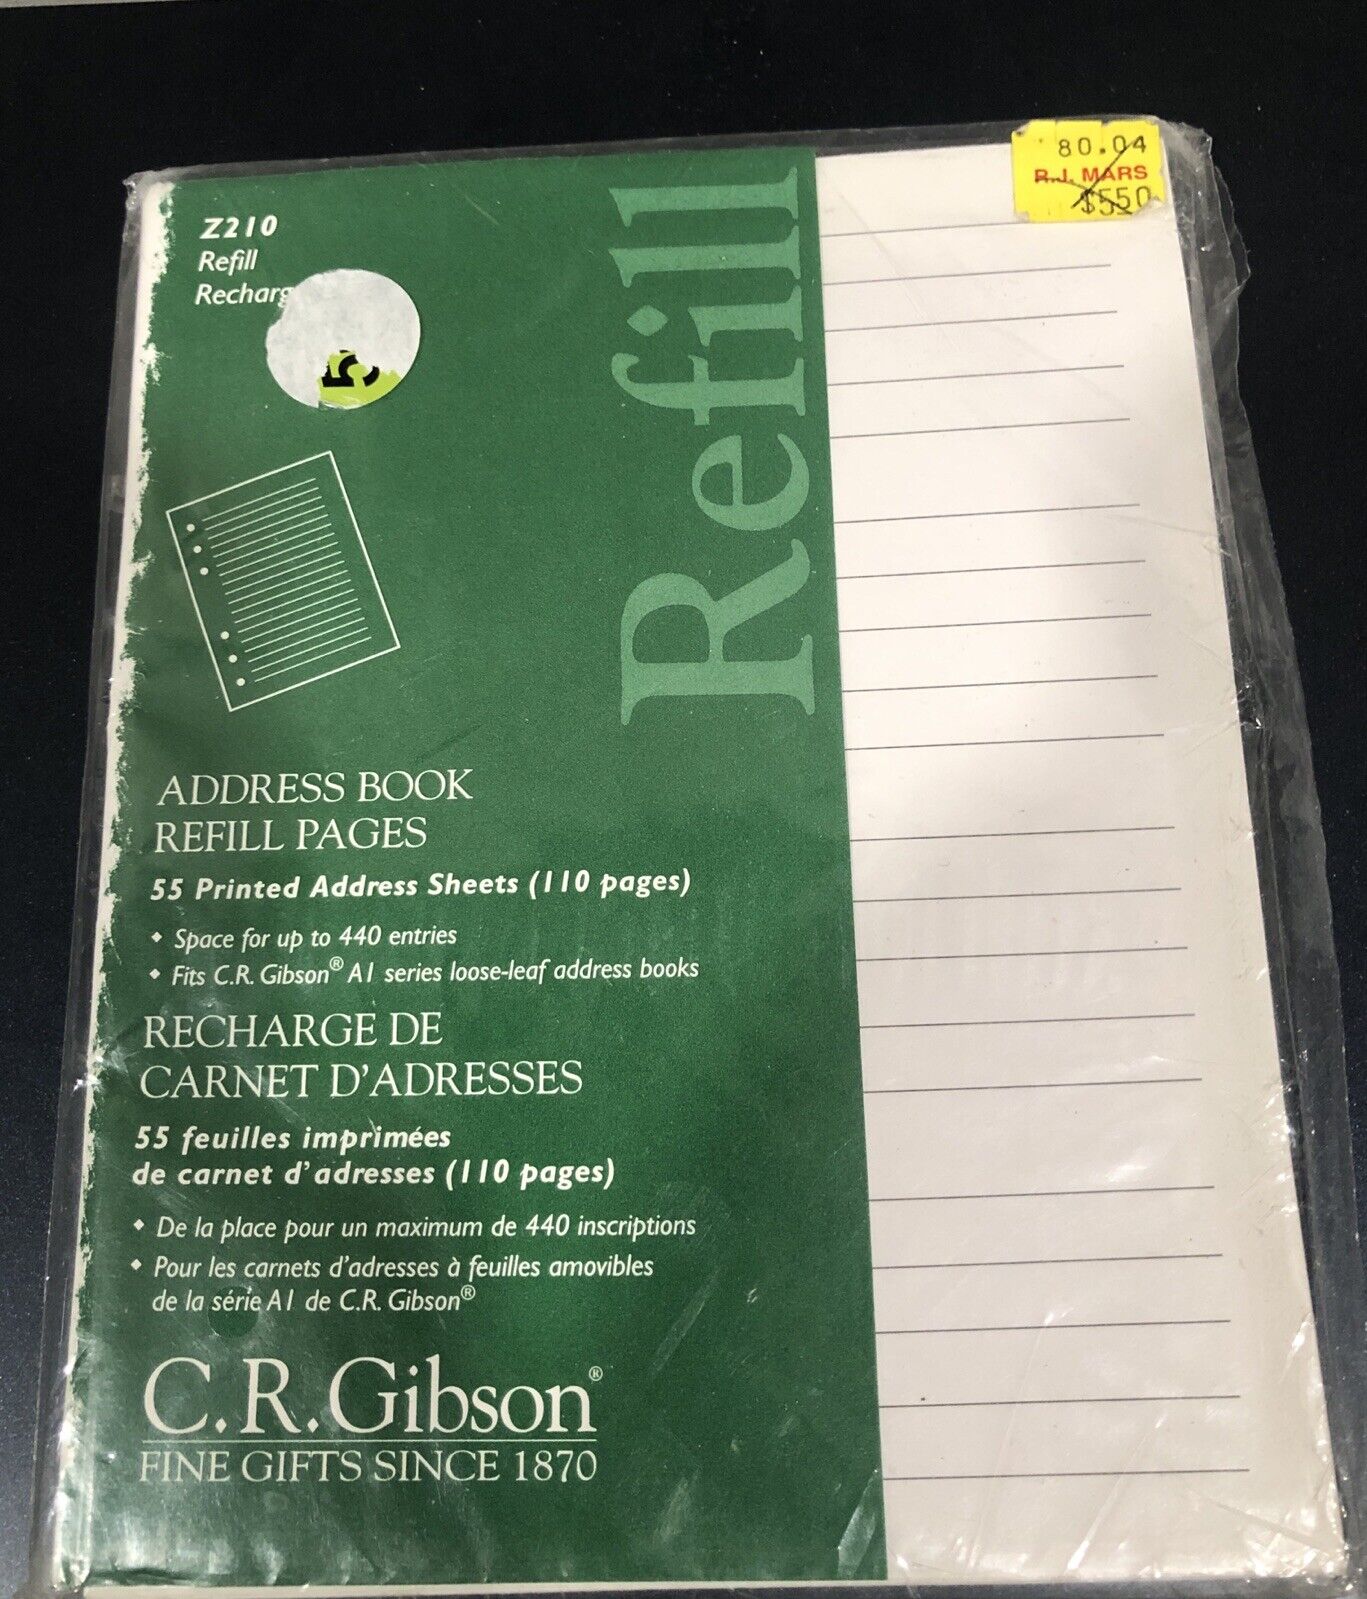 80.04
R.J. MARS
$550
Z210
Refill
Recharg
5
Refill
ADDRESS BOOK
REFILL PAGES
55 Printed Address Sheets (110 pages)
◆ Space for up to 440 entries
◆ Fits C.R. Gibson® A1 series loose-leaf address books
RECHARGE DE
CARNET D'ADRESSES
55 feuilles imprimées
de carnet d'adresses (110 pages)
◆ De la place pour un maximum de 440 inscriptions
◆ Pour les carnets d'adresses à feuilles amovibles
de la série A1 de C.R. Gibson®
C.R. Gibson®
FINE GIFTS SINCE 1870